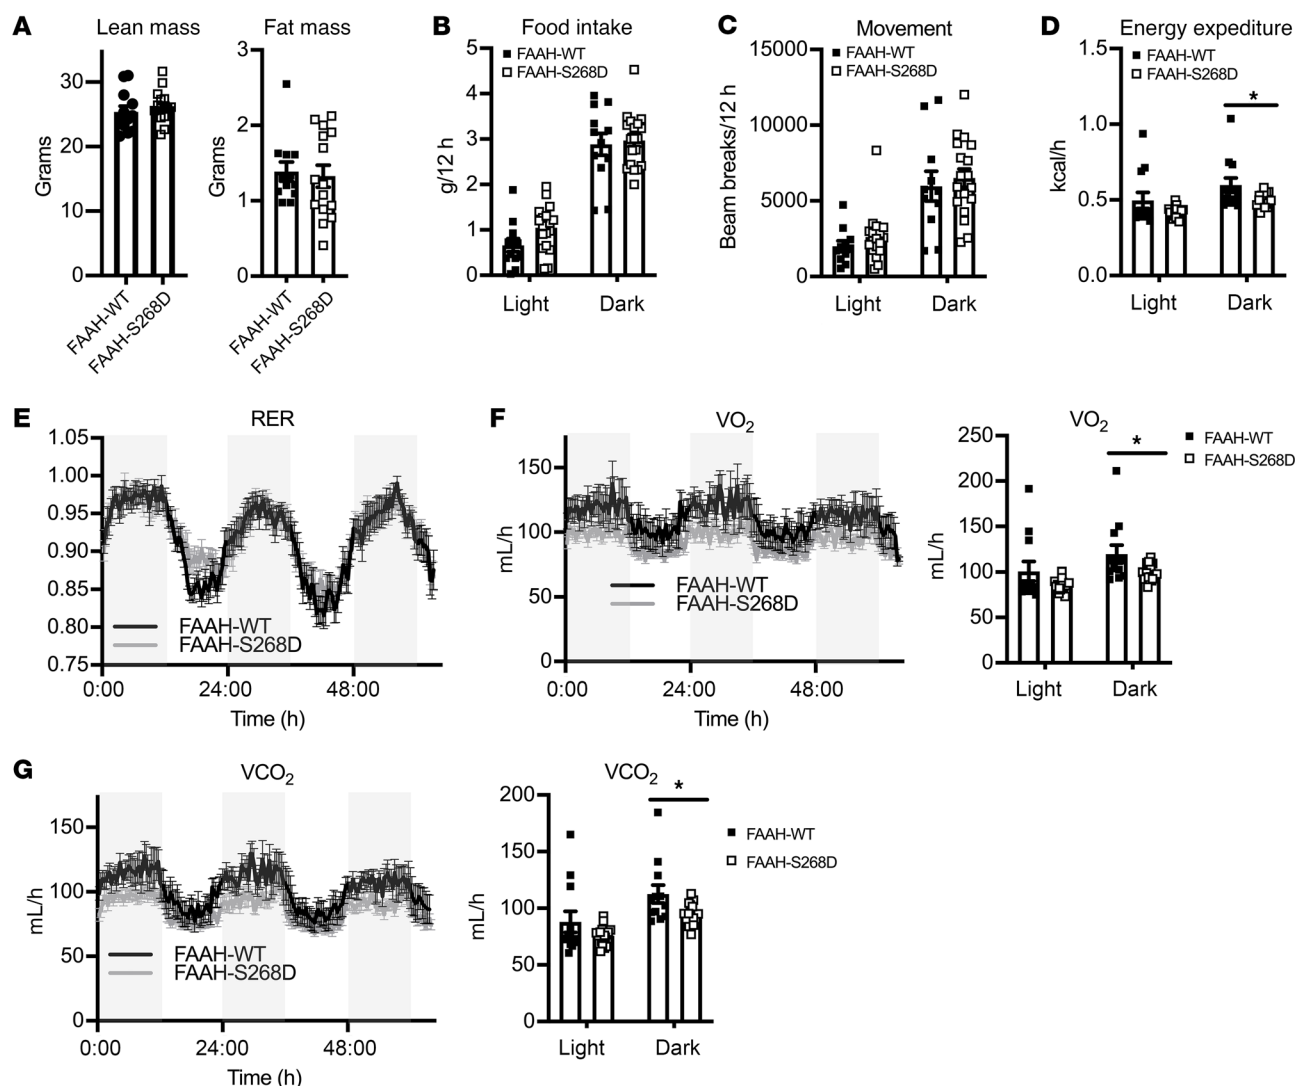 A
Lean mass
Grams
30
20
10
0
FAAH-WT
FAAH-S268D
Fat mass
Grams
3
2
1
0
FAAH-WT
FAAH-S268D
B
Food intake
FAAH-WT
FAAH-S268D
g/12 h
5
4
3
2
1
0
Light
Dark
C
Movement
FAAH-WT
FAAH-S268D
Beam breaks/12 h
15000
10000
5000
0
Light
Dark
D
Energy expediture
FAAH-WT
FAAH-S268D
*
kcal/h
1.5
1.0
0.5
0.0
Light
Dark
E
RER
1.05
1.00
0.95
0.90
0.85
0.80
0.75
FAAH-WT
FAAH-S268D
0:00
24:00
48:00
Time (h)
F
VO2
mL/h
150
100
50
0
FAAH-WT
FAAH-S268D
0:00
24:00
48:00
Time (h)
VO2
*
FAAH-WT
FAAH-S268D
mL/h
250
200
150
100
50
0
Light
Dark
G
VCO2
mL/h
150
100
50
0
FAAH-WT
FAAH-S268D
0:00
24:00
48:00
Time (h)
VCO2
*
FAAH-WT
FAAH-S268D
mL/h
200
150
100
50
0
Light
Dark